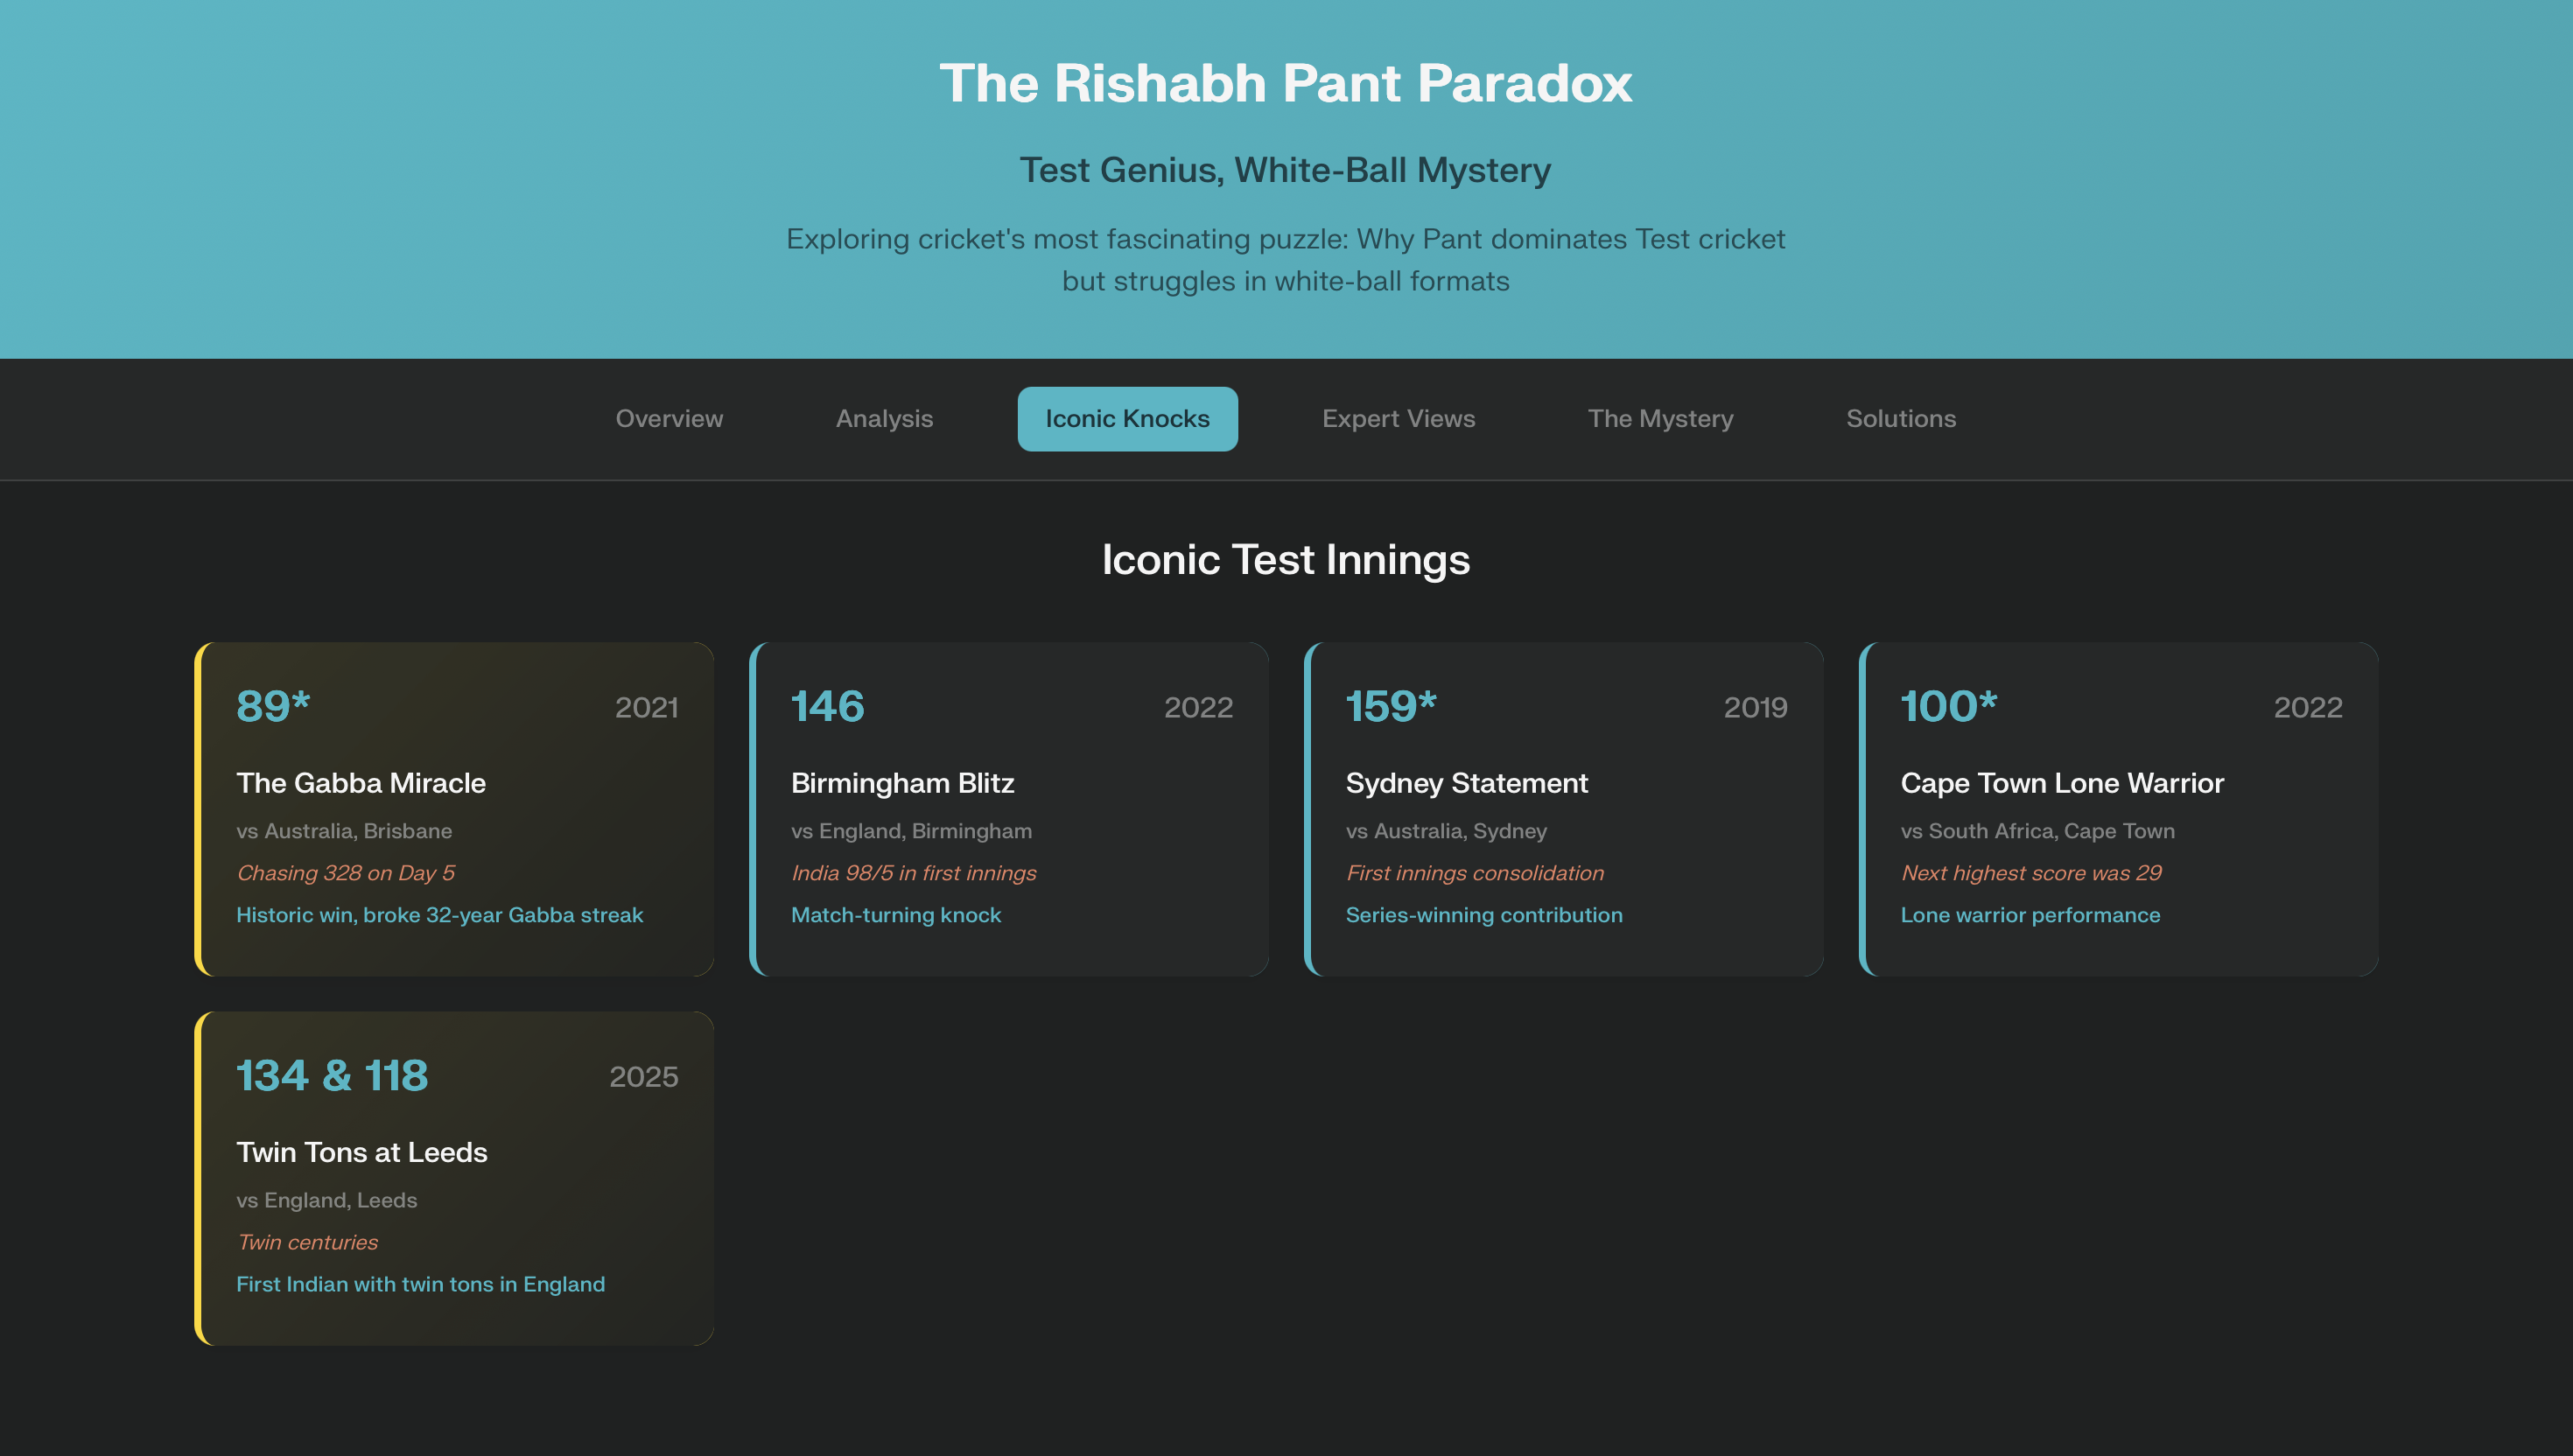 The Rishabh Pant Paradox
Test Genius, White-Ball Mystery
Exploring cricket's most fascinating puzzle: Why Pant dominates Test cricket
but struggles in white-ball formats
Overview
Analysis
Iconic Knocks
Expert Views
The Mystery
Solutions
Iconic Test Innings
89*
2021
The Gabba Miracle
vs Australia, Brisbane
Chasing 328 on Day 5
Historic win, broke 32-year Gabba streak
146
2022
Birmingham Blitz
vs England, Birmingham
India 98/5 in first innings
Match-turning knock
159*
2019
Sydney Statement
vs Australia, Sydney
First innings consolidation
Series-winning contribution
100*
2022
Cape Town Lone Warrior
vs South Africa, Cape Town
Next highest score was 29
Lone warrior performance
134 & 118
2025
Twin Tons at Leeds
vs England, Leeds
Twin centuries
First Indian with twin tons in England